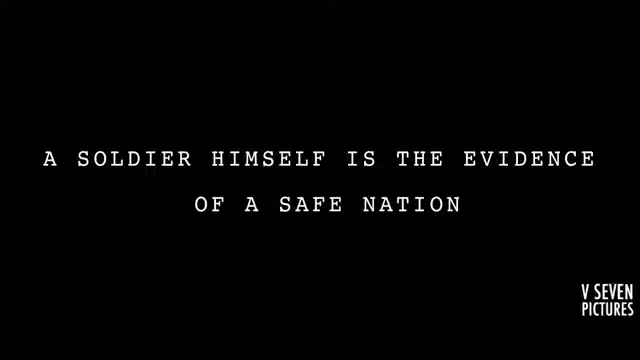 A SOLDIER HIMSELF IS THE EVIDENCE
OF A SAFE NATION
V SEVEN
PICTURES